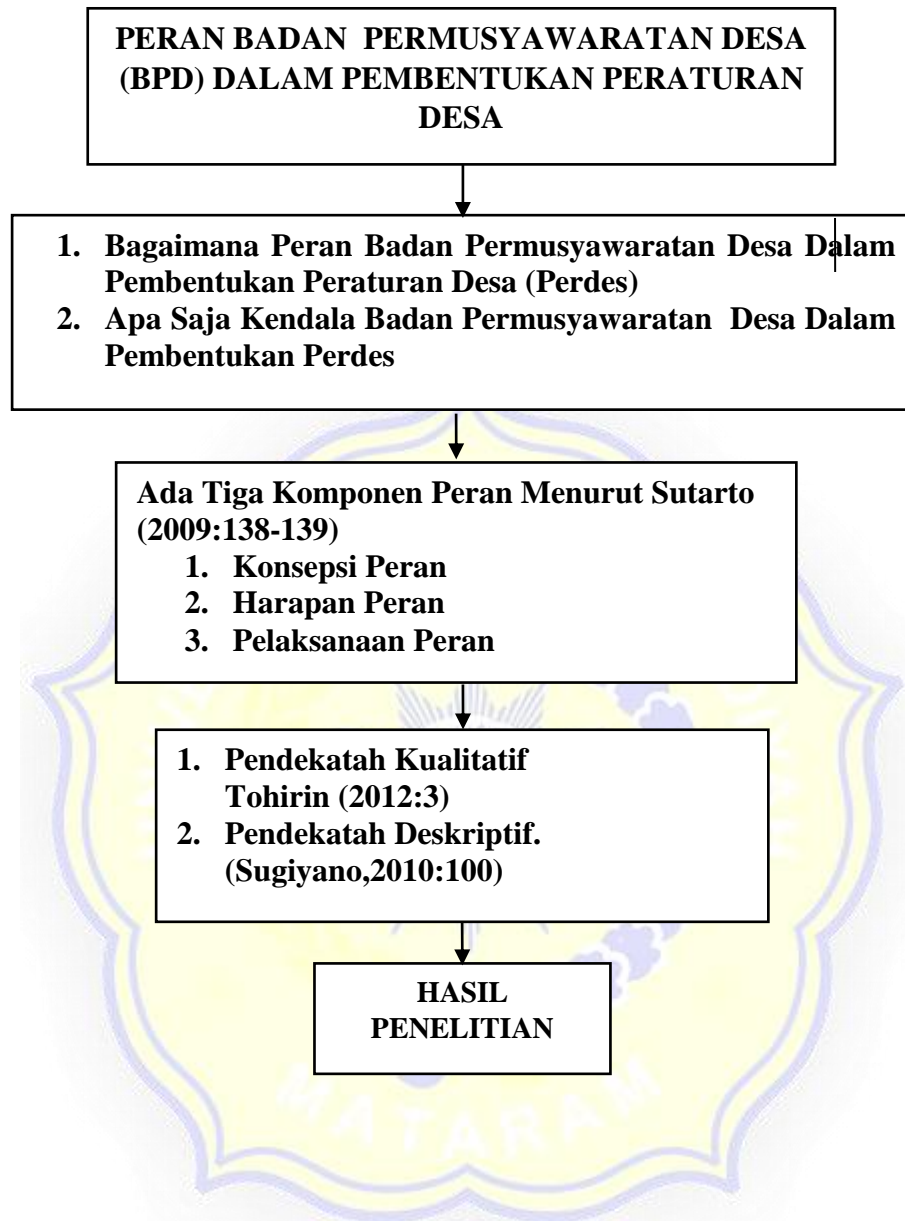 PERAN BADAN PERMUSYAWARATAN DESA
(BPD) DALAM PEMBENTUKAN PERATURAN
DESA
1. Bagaimana Peran Badan Permusyawaratan Desa Dalam
Pembentukan Peraturan Desa (Perdes)
2. Apa Saja Kendala Badan Permusyawaratan Desa Dalam
Pembentukan Perdes
Ada Tiga Komponen Peran Menurut Sutarto
(2009:138-139)
1. Konsepsi Peran
2. Harapan Peran
3. Pelaksanaan Peran
1. Pendekatah Kualitatif
Tohirin (2012:3)
2. Pendekatah Deskriptif.
(Sugiyano,2010:100)
HASIL
PENELITIAN
MATARAM